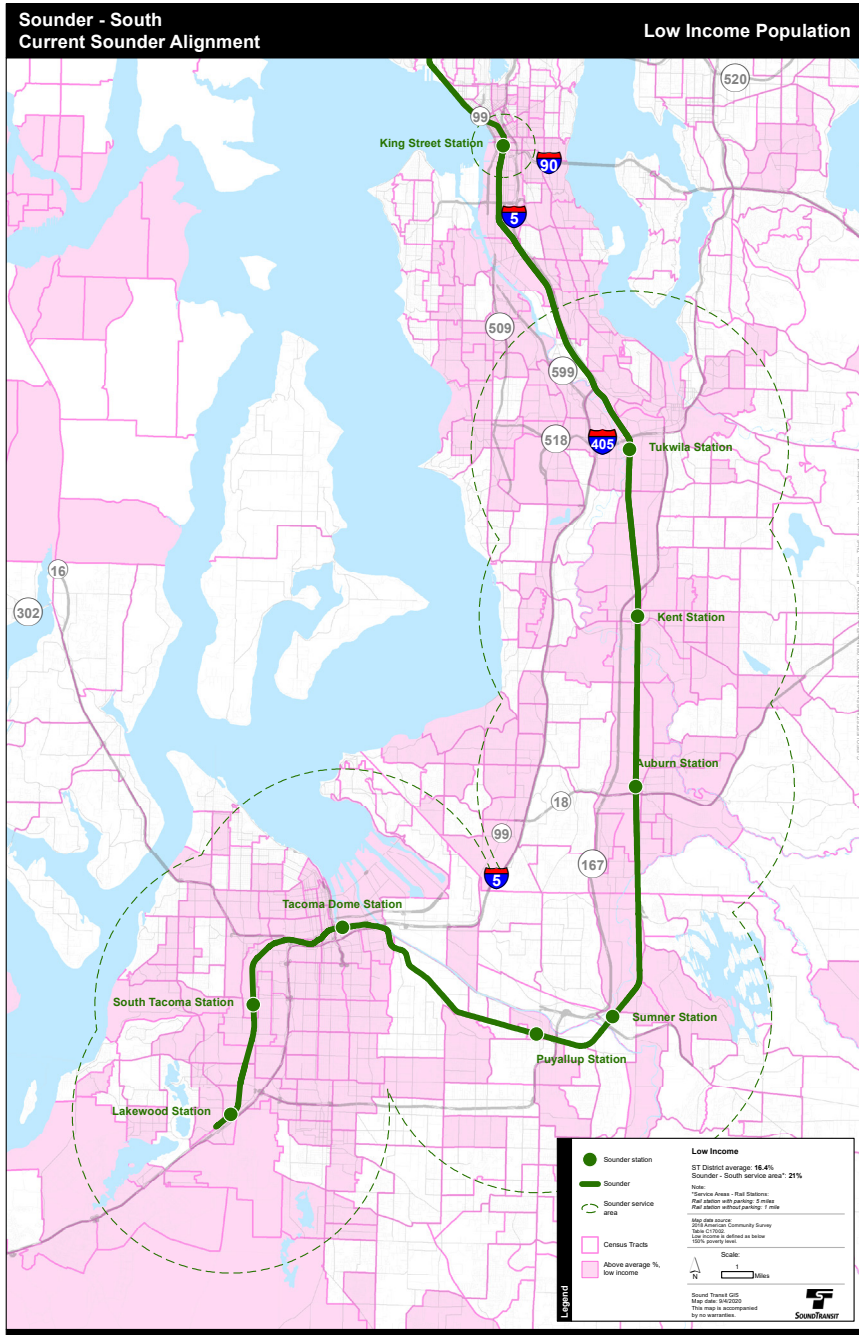 Sounder - South
Current Sounder Alignment
Low Income Population
520
99
King Street Station
90
5
509
599
518
405
Tukwila Station
16
302
Kent Station
Auburn Station
18
99
167
5
Tacoma Dome Station
South Tacoma Station
Sumner Station
Puyallup Station
Lakewood Station
Legend
Sounder station
Sounder
Sounder service
area
Census Tracts
Above average %,
low income
Low Income
ST District average: 16.4%
Sounder - South service area*: 21%
Note:
*Service Areas - Rail Stations:
Rail station with parking: 5 miles
Rail station without parking: 1 mile
Map data source:
2018 American Community Survey
Table C17002.
Low income is defined as below
150% poverty level.
Scale:
1
Miles
N
Sound Transit GIS
Map date: 9/4/2020
This map is accompanied
by no warranties.
SOUNDTRANSIT